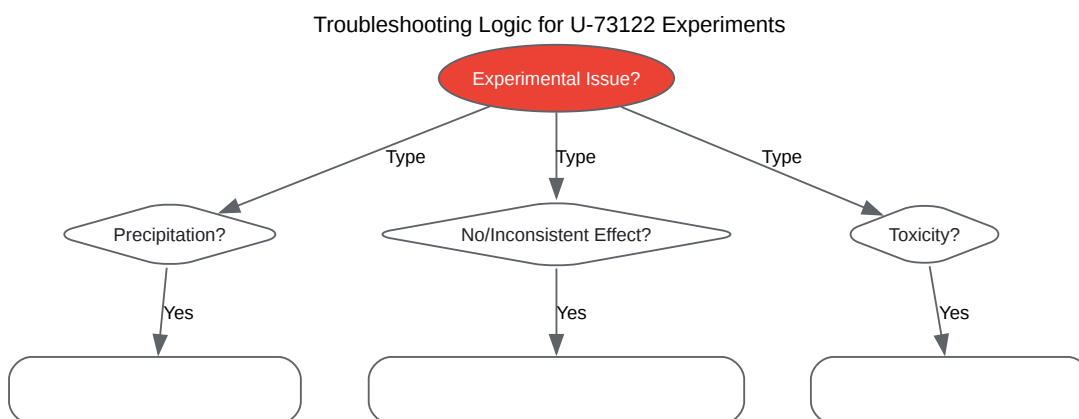 Troubleshooting Logic for U-73122 Experiments
Experimental Issue?
Type
Type
Type
Precipitation?
No/Inconsistent Effect?
Toxicity?
Yes
Yes
Yes